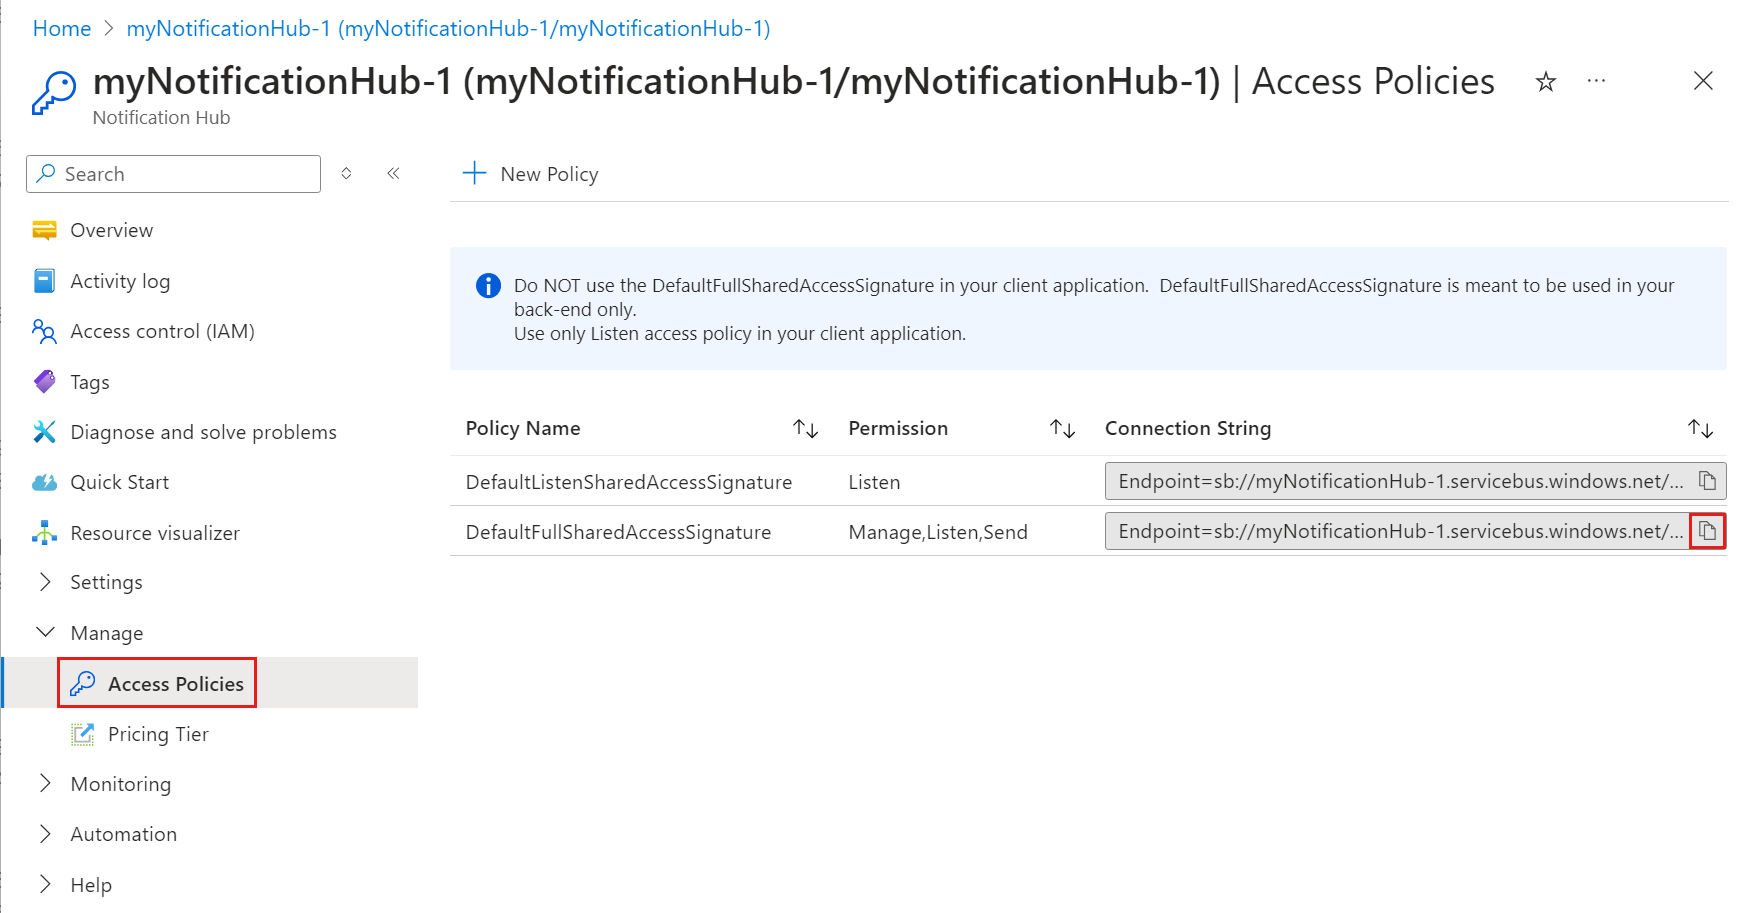 Home > myNotificationHub-1 (myNotificationHub-1/myNotificationHub-1)
myNotificationHub-1 (myNotificationHub-1/myNotificationHub-1) | Access Policies
Notification Hub
Search
New Policy
Overview
Activity log
Access control (IAM)
Tags
Diagnose and solve problems
Quick Start
Resource visualizer
Settings
Manage
Access Policies
Pricing Tier
Monitoring
Automation
Help
Do NOT use the DefaultFullSharedAccessSignature in your client application. DefaultFullSharedAccessSignature is meant to be used in your
back-end only.
Use only Listen access policy in your client application.
Policy Name Permission Connection String
DefaultListenSharedAccessSignature Listen Endpoint=sb://myNotificationHub-1.servicebus.windows.net/...
DefaultFullSharedAccessSignature Manage,Listen,Send Endpoint=sb://myNotificationHub-1.servicebus.windows.net/...